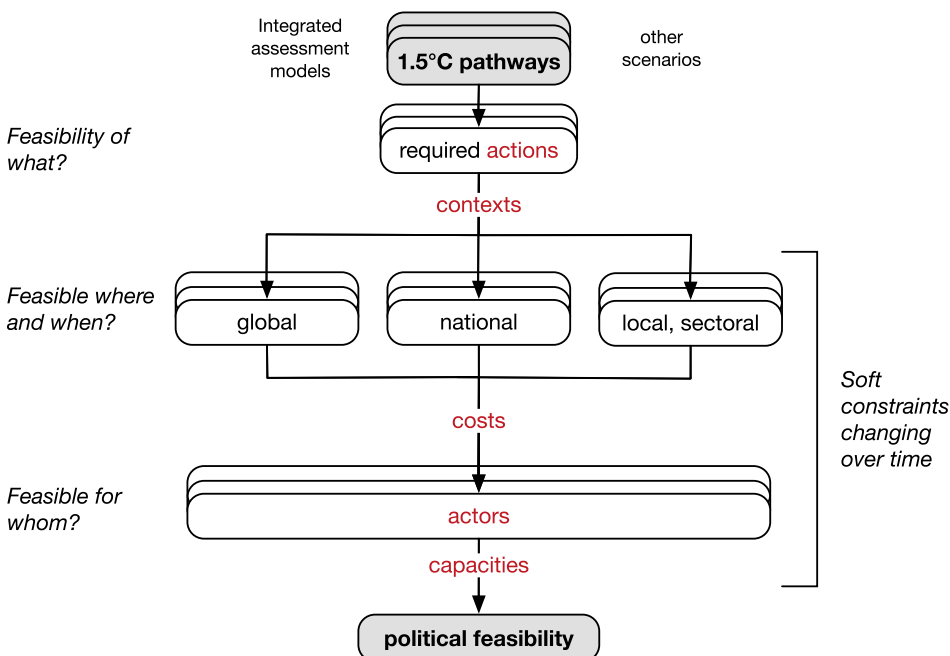 Integrated
assessment
models
1.5°C pathways
other
scenarios
Feasibility of
what?
required actions
contexts
Feasible where
and when?
global
national
local, sectoral
Soft
constraints
changing
over time
costs
Feasible for
whom?
actors
capacities
political feasibility